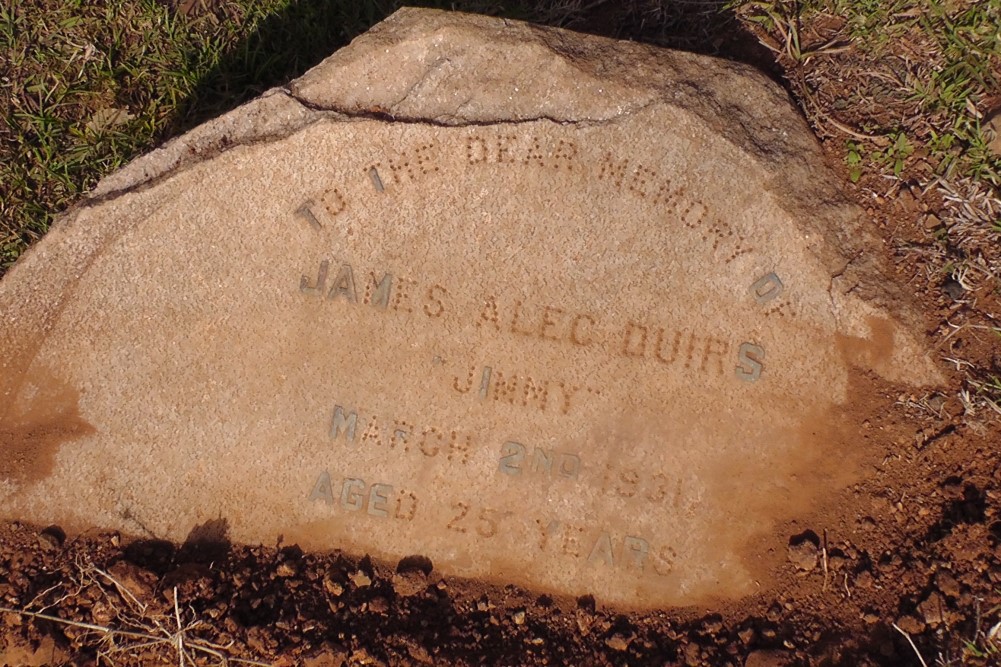 TO THE DEAR MEMORY OF
JAMES ALEC QUIRS
"JIMMY"
MARCH 2ND 1931.
AGED 25 YEARS